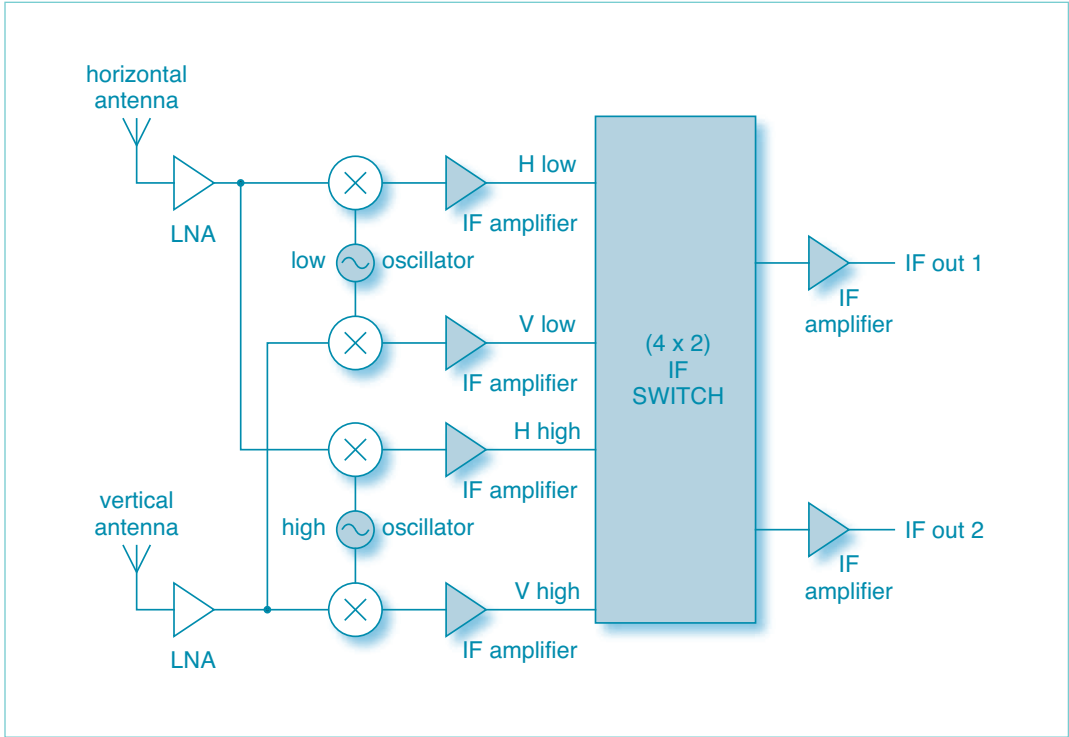 horizontal
antenna
LNA
H low
IF amplifier
low
oscillator
V low
IF amplifier
H high
IF amplifier
vertical
antenna
high
oscillator
V high
IF amplifier
LNA
(4 x 2)
IF
SWITCH
IF out 1
IF
amplifier
IF out 2
IF
amplifier